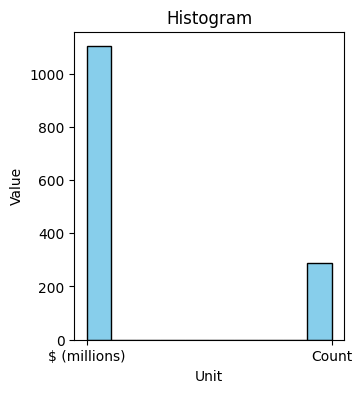 Histogram
1000
800
600
400
200
0
Value
$ (millions)
Count
Unit